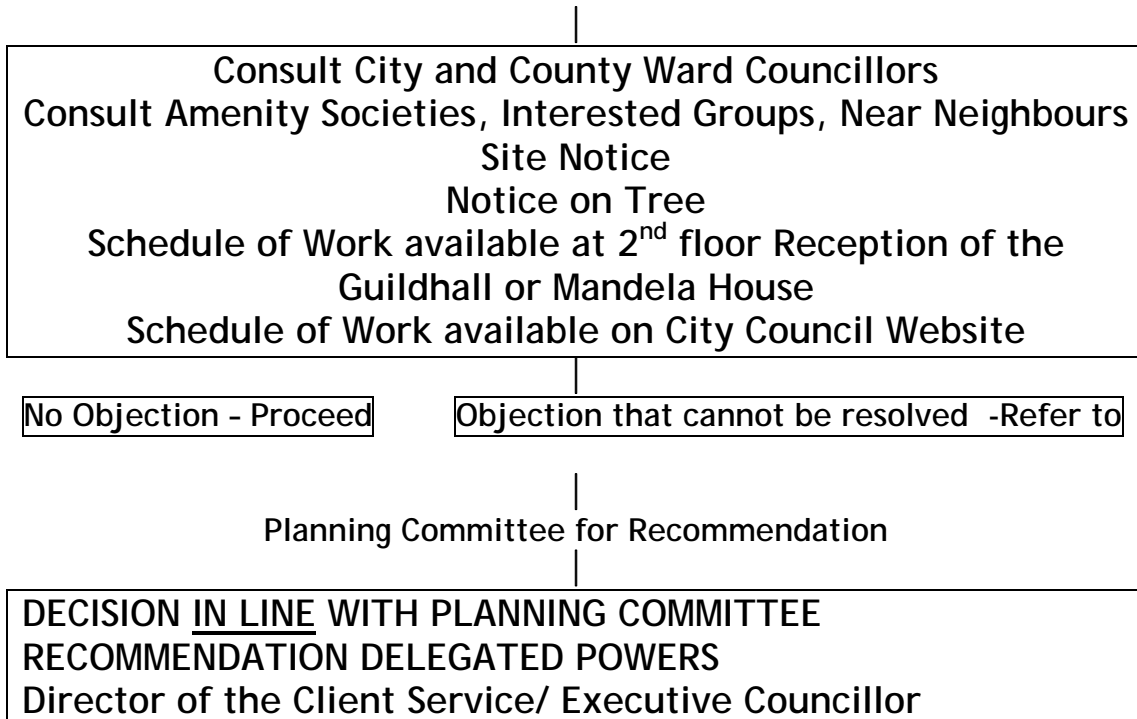 Consult City and County Ward Councillors
Consult Amenity Societies, Interested Groups, Near Neighbours
Site Notice
Notice on Tree
Schedule of Work available at 2nd floor Reception of the
Guildhall or Mandela House
Schedule of Work available on City Council Website
No Objection – Proceed
Objection that cannot be resolved -Refer to
Planning Committee for Recommendation
DECISION IN LINE WITH PLANNING COMMITTEE
RECOMMENDATION DELEGATED POWERS
Director of the Client Service/ Executive Councillor